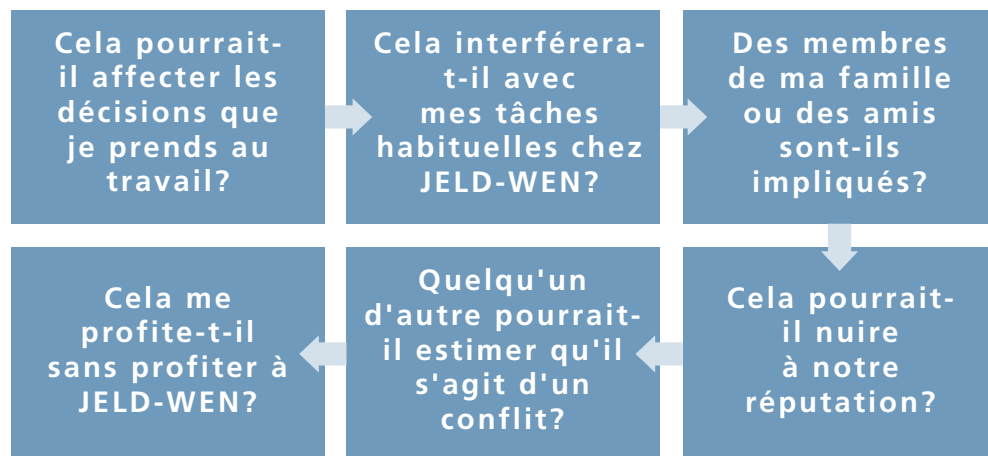 Cela pourrait-
il affecter les
décisions que
je prends au
travail?
Cela interférera-
t-il avec
mes tâches
habituelles chez
JELD-WEN?
Des membres
de ma famille
ou des amis
sont-ils
impliqués?
Cela pourrait-
il nuire
à notre
réputation?
Quelqu'un
d'autre pourrait-
il estimer qu'il
s'agit d'un
conflit?
Cela me
profite-t-il
sans profiter à
JELD-WEN?